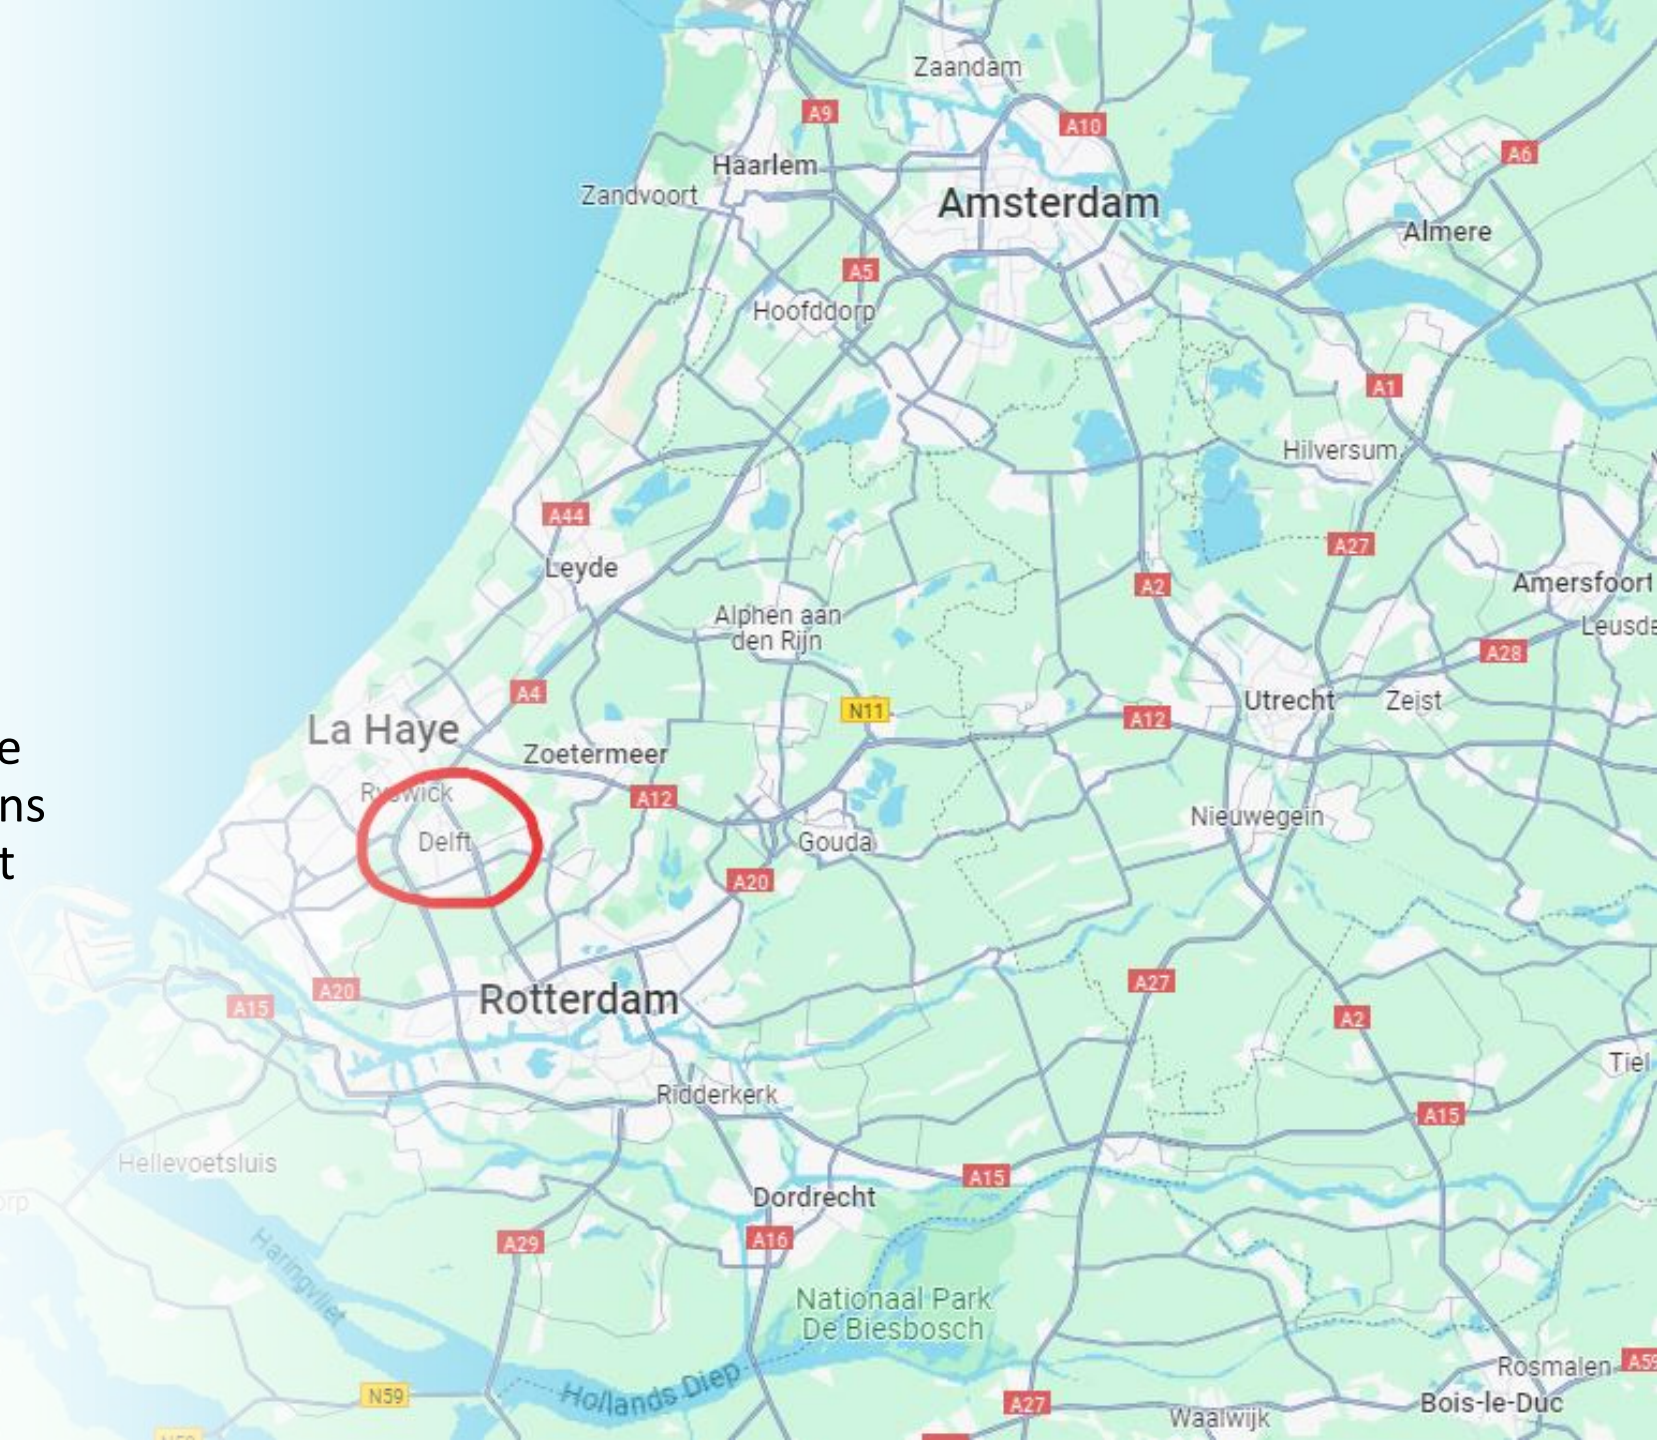 Zaandam
A9
A10
A6
Haarlem
Zandvoort
Amsterdam
Almere
A5
Hoofddorp
A1
Hilversum
A44
A27
Leyde
A2
Amersfoort
Alphen aan
den Rijn
A28
A4
N11
Utrecht
Zeist
La Haye
A12
e
Zoetermeer
Ryswick
A12
ns
Nieuwegein
Delft
Gouda
t
A20
A27
A20
Rotterdam
A15
A2
Tiel
Ridderkerk
A15
Hellevoetsluis
A15
orp
Dordrecht
A29
A16
Haringvliet
Nationaal Park
De Biesbosch
Rosmalen
A59
Hollands Diep
N59
A27
Bois-le-Duc
Waalwijk